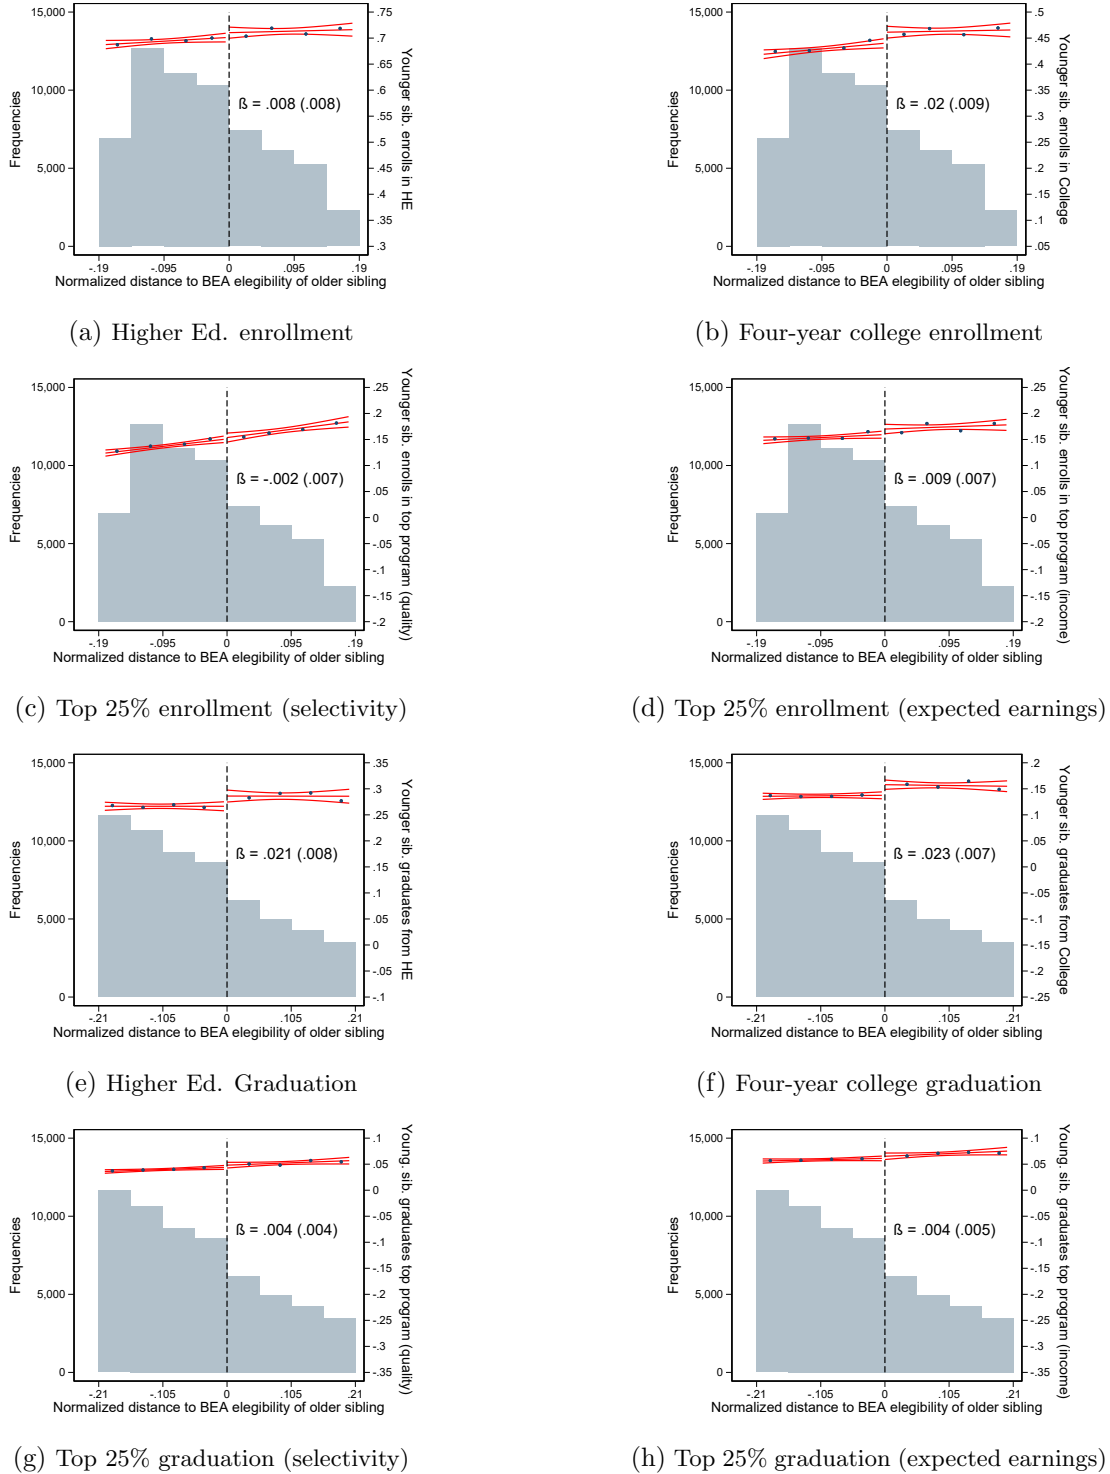 15,000
10,000
5,000
0
Frequencies
.75
.7
.65
.6
.55
.5
.45
.4
.35
.3
Younger sib. enrolls in HE
ß = .008 (.008)
-.19 -.095 0 .095 .19
Normalized distance to BEA elegibility of older sibling
(a) Higher Ed. enrollment
15,000
10,000
5,000
0
Frequencies
.5
.45
.4
.35
.3
.25
.2
.15
.1
.05
Younger sib. enrolls in College
ß = .02 (.009)
-.19 -.095 0 .095 .19
Normalized distance to BEA elegibility of older sibling
(b) Four-year college enrollment
15,000
10,000
5,000
0
Frequencies
.25
.2
.15
.1
.05
0
-.05
-.1
-.15
-.2
Younger sib. enrolls in top program (quality)
ß = -.002 (.007)
-.19 -.095 0 .095 .19
Normalized distance to BEA elegibility of older sibling
(c) Top 25% enrollment (selectivity)
15,000
10,000
5,000
0
Frequencies
.25
.2
.15
.1
.05
0
-.05
-.1
-.15
-.2
Younger sib. enrolls in top program (income)
ß = .009 (.007)
-.19 -.095 0 .095 .19
Normalized distance to BEA elegibility of older sibling
(d) Top 25% enrollment (expected earnings)
15,000
10,000
5,000
0
Frequencies
.35
.3
.25
.2
.15
.1
.05
0
-.05
-.1
Younger sib. graduates from HE
ß = .021 (.008)
-.21 -.105 0 .105 .21
Normalized distance to BEA elegibility of older sibling
(e) Higher Ed. Graduation
15,000
10,000
5,000
0
Frequencies
.2
.15
.1
.05
0
-.05
-.1
-.15
-.2
-.25
Younger sib. graduates from College
ß = .023 (.007)
-.21 -.105 0 .105 .21
Normalized distance to BEA elegibility of older sibling
(f) Four-year college graduation
15,000
10,000
5,000
0
Frequencies
.1
.05
0
-.05
-.1
-.15
-.2
-.25
-.3
-.35
Young. sib. graduates top program (quality)
ß = .004 (.004)
-.21 -.105 0 .105 .21
Normalized distance to BEA elegibility of older sibling
(g) Top 25% graduation (selectivity)
15,000
10,000
5,000
0
Frequencies
.1
.05
0
-.05
-.1
-.15
-.2
-.25
-.3
-.35
Young. sib. graduates top program (income)
ß = .004 (.005)
-.21 -.105 0 .105 .21
Normalized distance to BEA elegibility of older sibling
(h) Top 25% graduation (expected earnings)